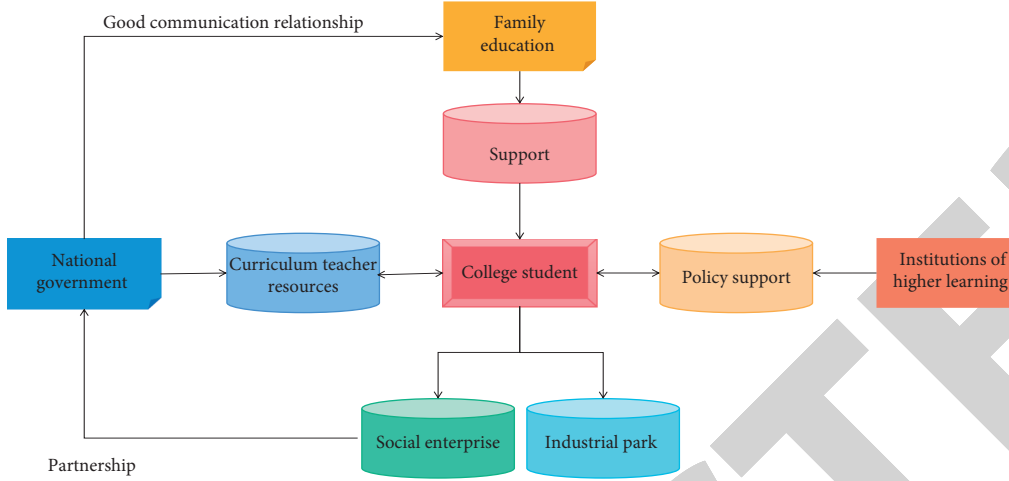 Good communication relationship
Family
education
Support
National
government
Curriculum teacher
resources
College student
Policy support
Institutions of
higher learning
Social enterprise
Industrial park
Partnership